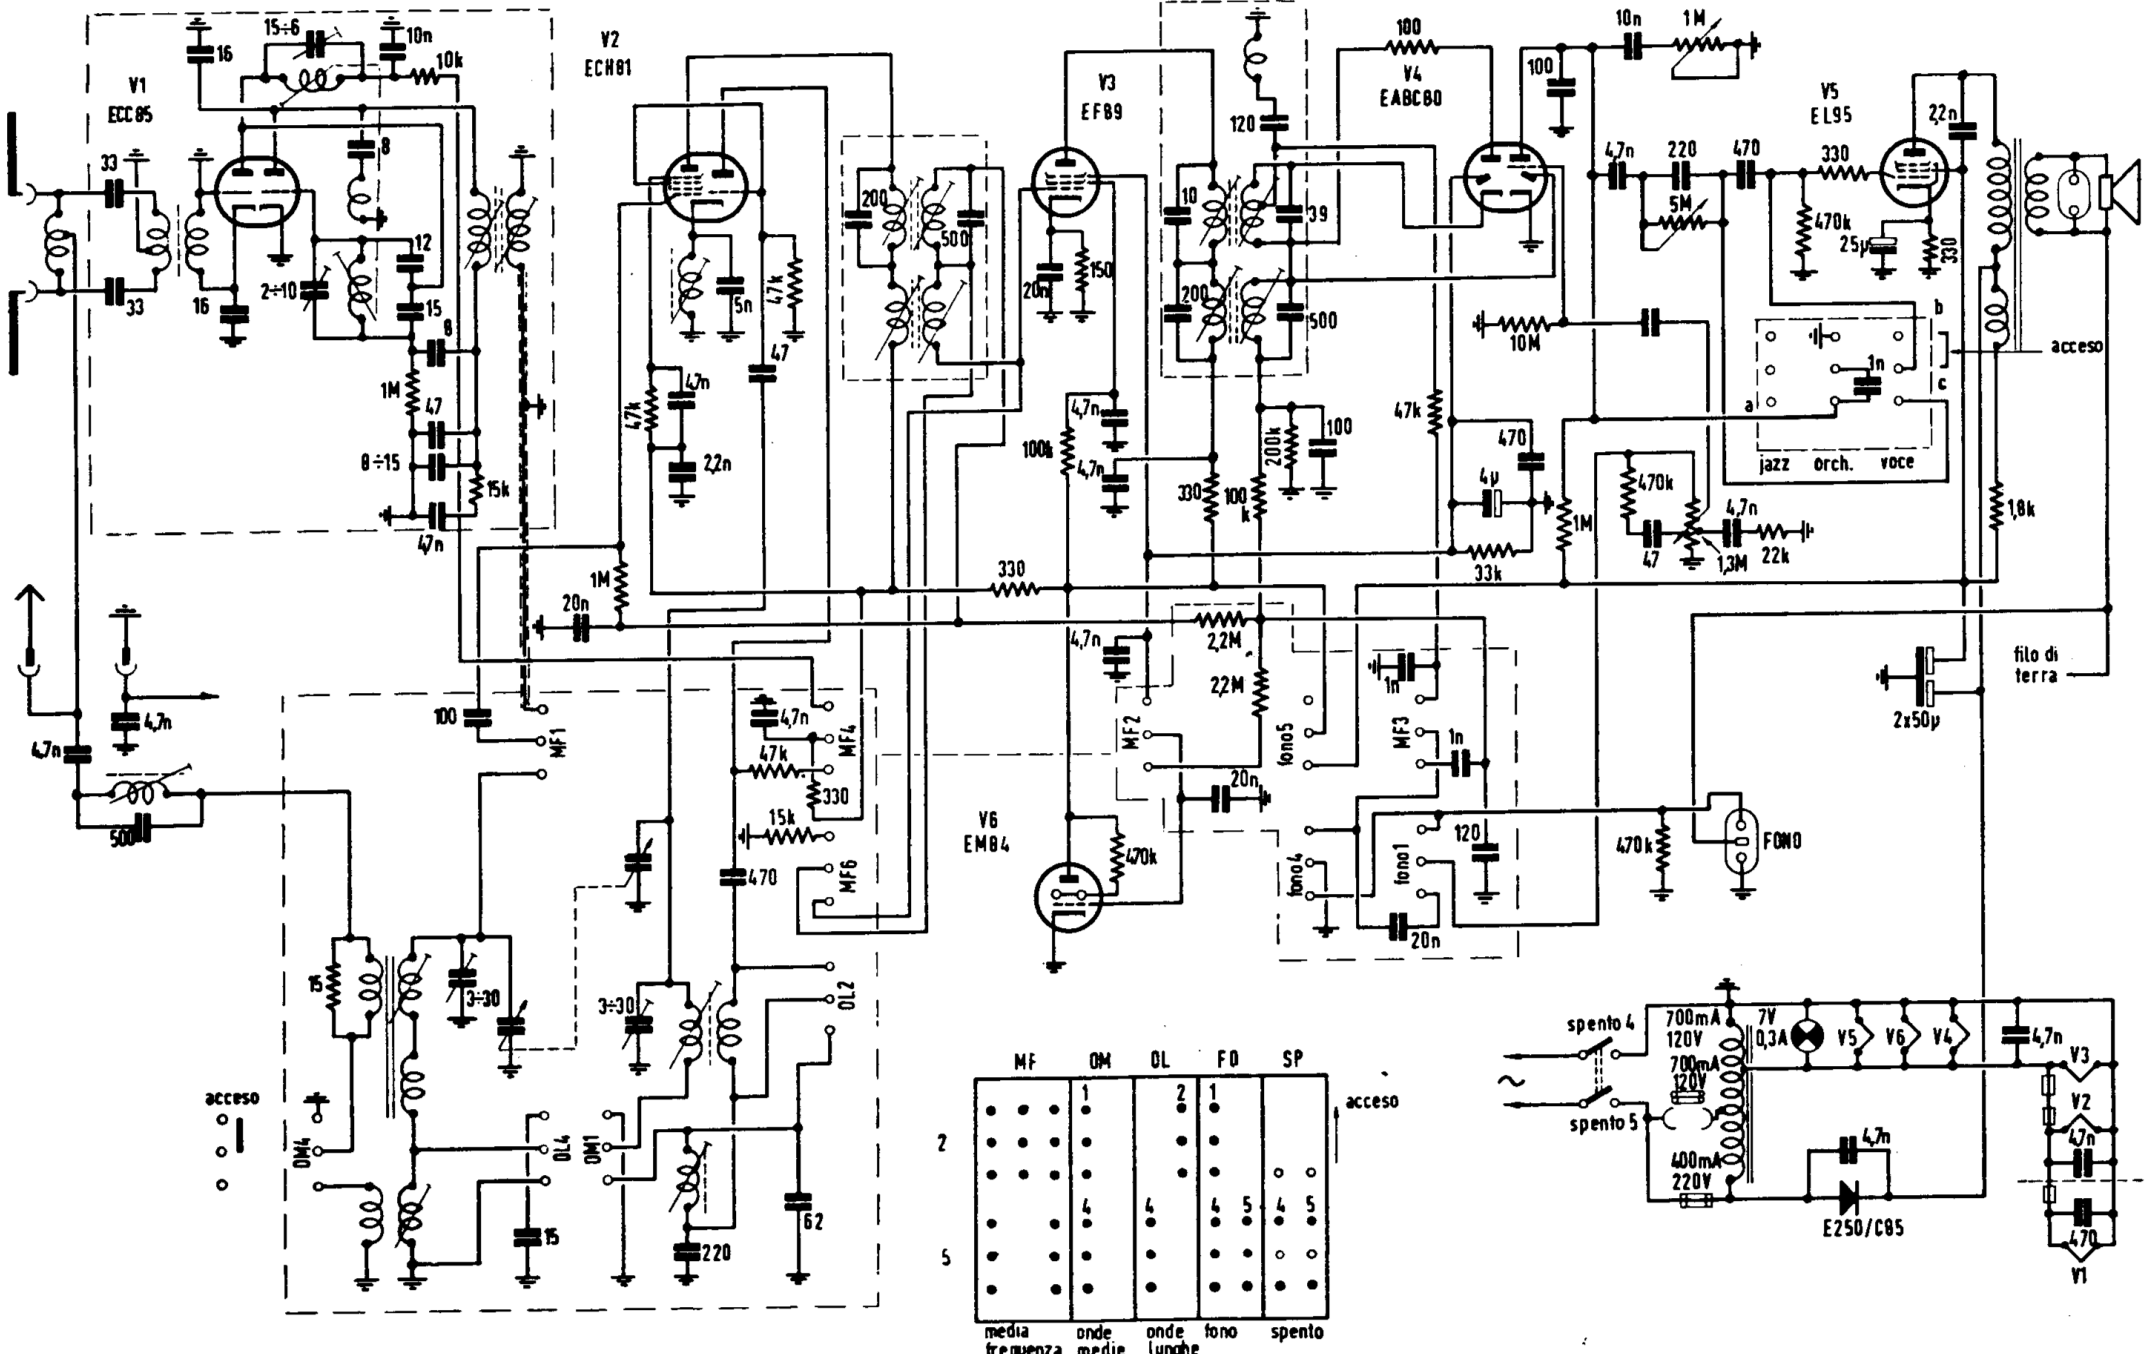 15÷6
10n
16
10k
V1
ECC85
33
33
16
8
2÷10
12
15
8
1M
47
8÷15
15k
4,7n
V2
ECH81
5n
47k
47
47k
4,7n
2,2n
200
500
V3
EF89
20n
150
120
10
39
200
500
100
V4
EABC80
100
10n
1M
V5
EL95
2,2n
4,7n
220
470
330
5M
470k
25µ
330
10M
b
acceso
1n
c
a
jazz orch. voce
100k
4,7n
4,7n
330
100
k
200k
100
47k
470
4µ
33k
1M
470k
47
1,3M
4,7n
22k
1,8k
1M
20n
330
2,2M
4,7n
2,2M
1n
filo di
terra
2x50µ
4,7n
4,7n
500
100
MF1
4,7n
MF4
47k
330
15k
MF6
470
MF2
fono5
MF3
1n
20n
V6
EM84
470k
fono4
fono1
120
20n
470k
FONO
15
3÷30
3÷30
OL2
acceso
OM4
OL4
OM1
15
220
62
MF OM OL FO SP
1 2 1
2
acceso
4 4 4 5 4 5
5
media onde onde fono spento
frequenza medie lunghe
spento 4
spento 5
700mA
120V
700mA
120V
400mA
220V
7V
0,3A
V5
V6
V4
4,7n
V3
V2
4,7n
4,7n
E250/C85
470
V1